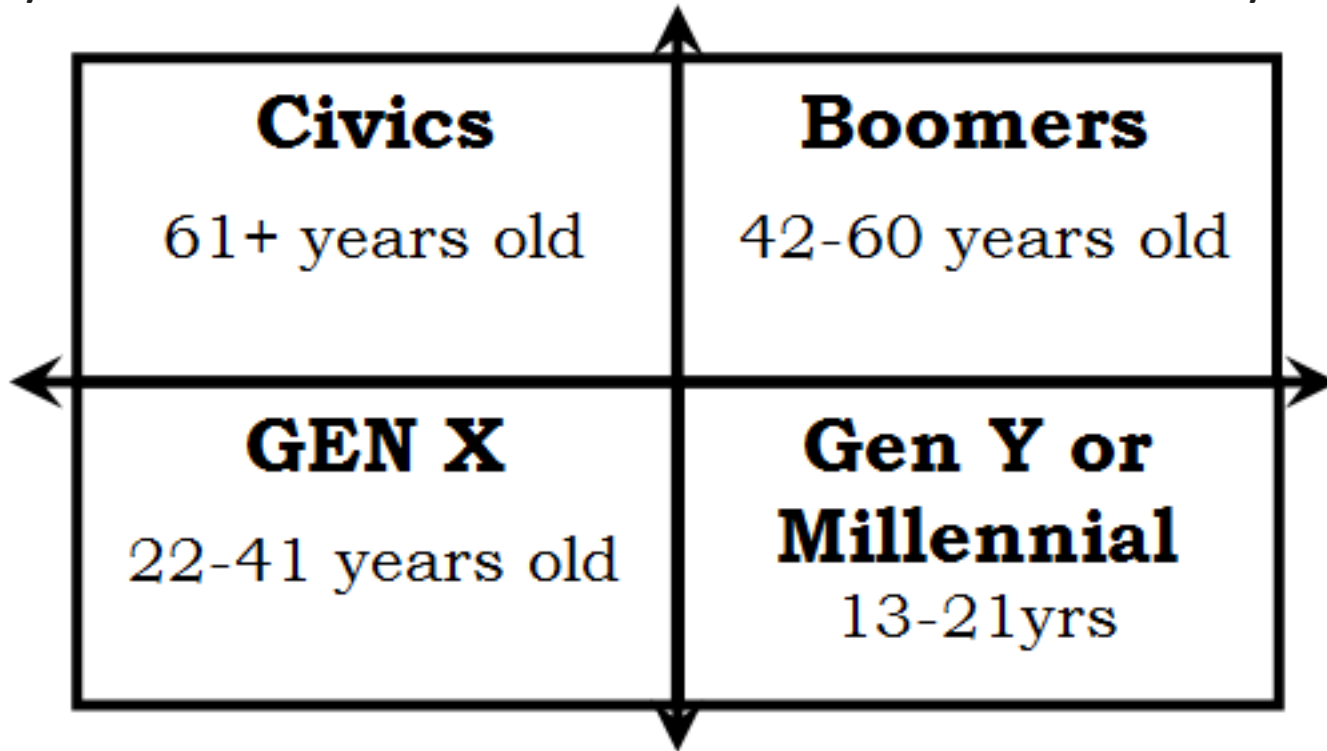 Civics
61+ years old
Boomers
42-60 years old
GEN X
22-41 years old
Gen Y or
Millennial
13-21yrs